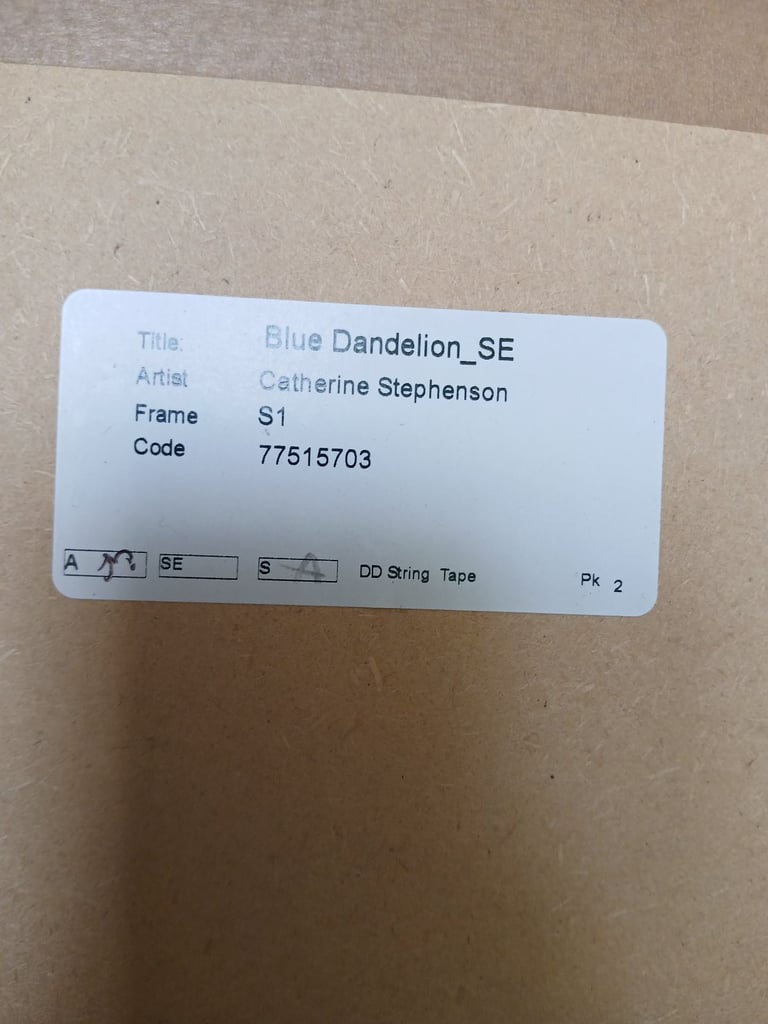 Title: Blue Dandelion_SE
Artist Catherine Stephenson
Frame S1
Code 77515703
A SE S A DD String Tape Pk 2